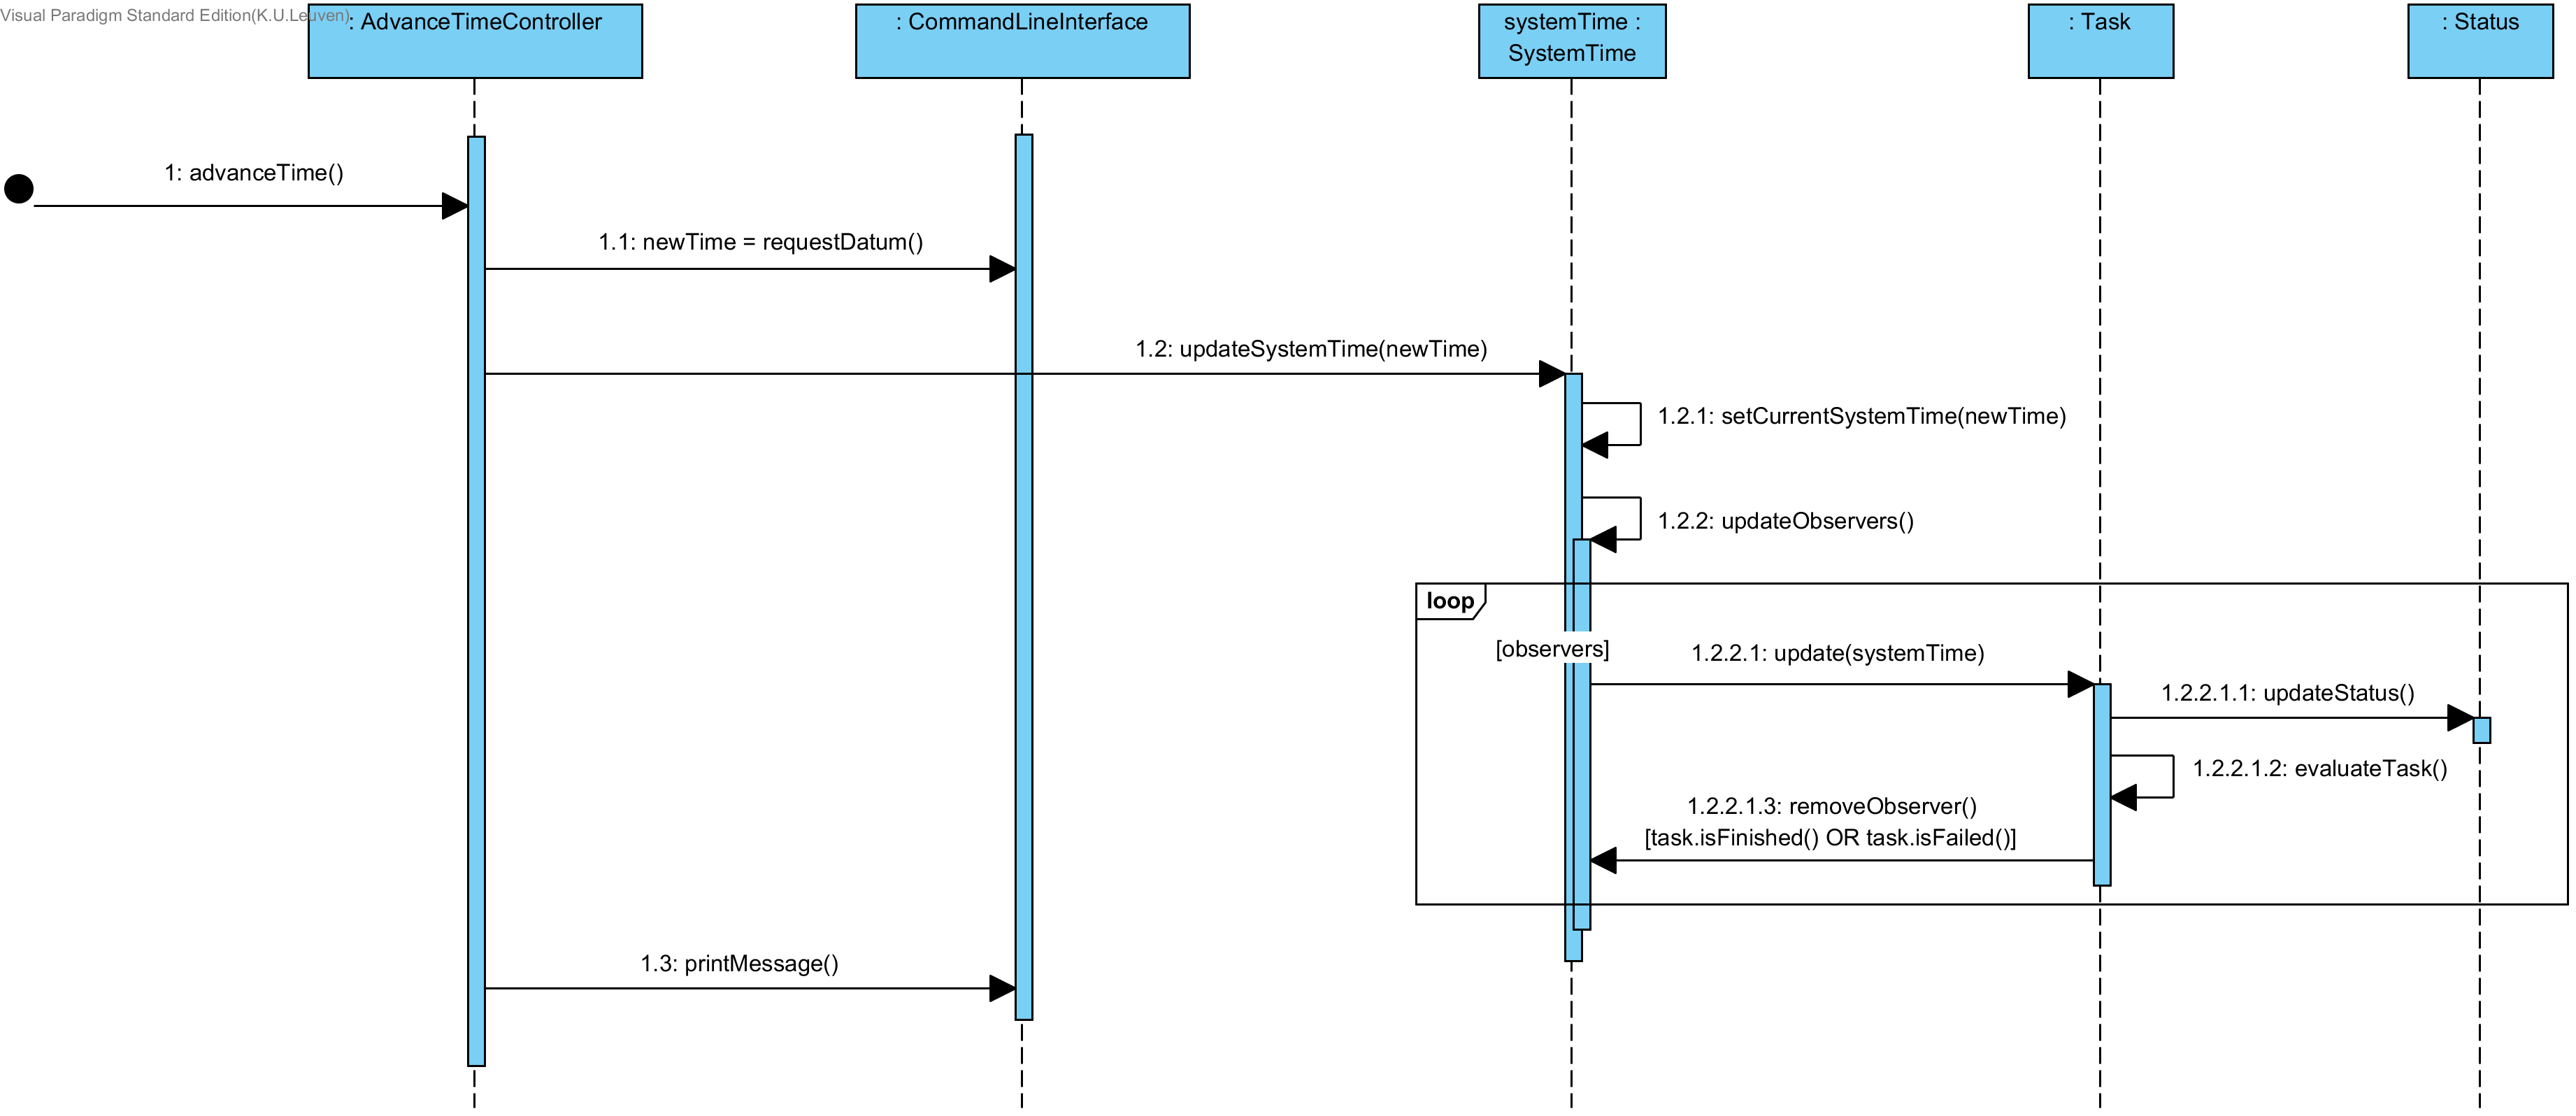 Visual Paradigm Standard Edition(K.U.Leuven)
: AdvanceTimeController
: CommandLineInterface
systemTime :
SystemTime
: Task
: Status
1: advanceTime()
1.1: newTime = requestDatum()
1.2: updateSystemTime(newTime)
1.2.1: setCurrentSystemTime(newTime)
1.2.2: updateObservers()
loop
[observers]
1.2.2.1: update(systemTime)
1.2.2.1.1: updateStatus()
1.2.2.1.2: evaluateTask()
1.2.2.1.3: removeObserver()
[task.isFinished() OR task.isFailed()]
1.3: printMessage()